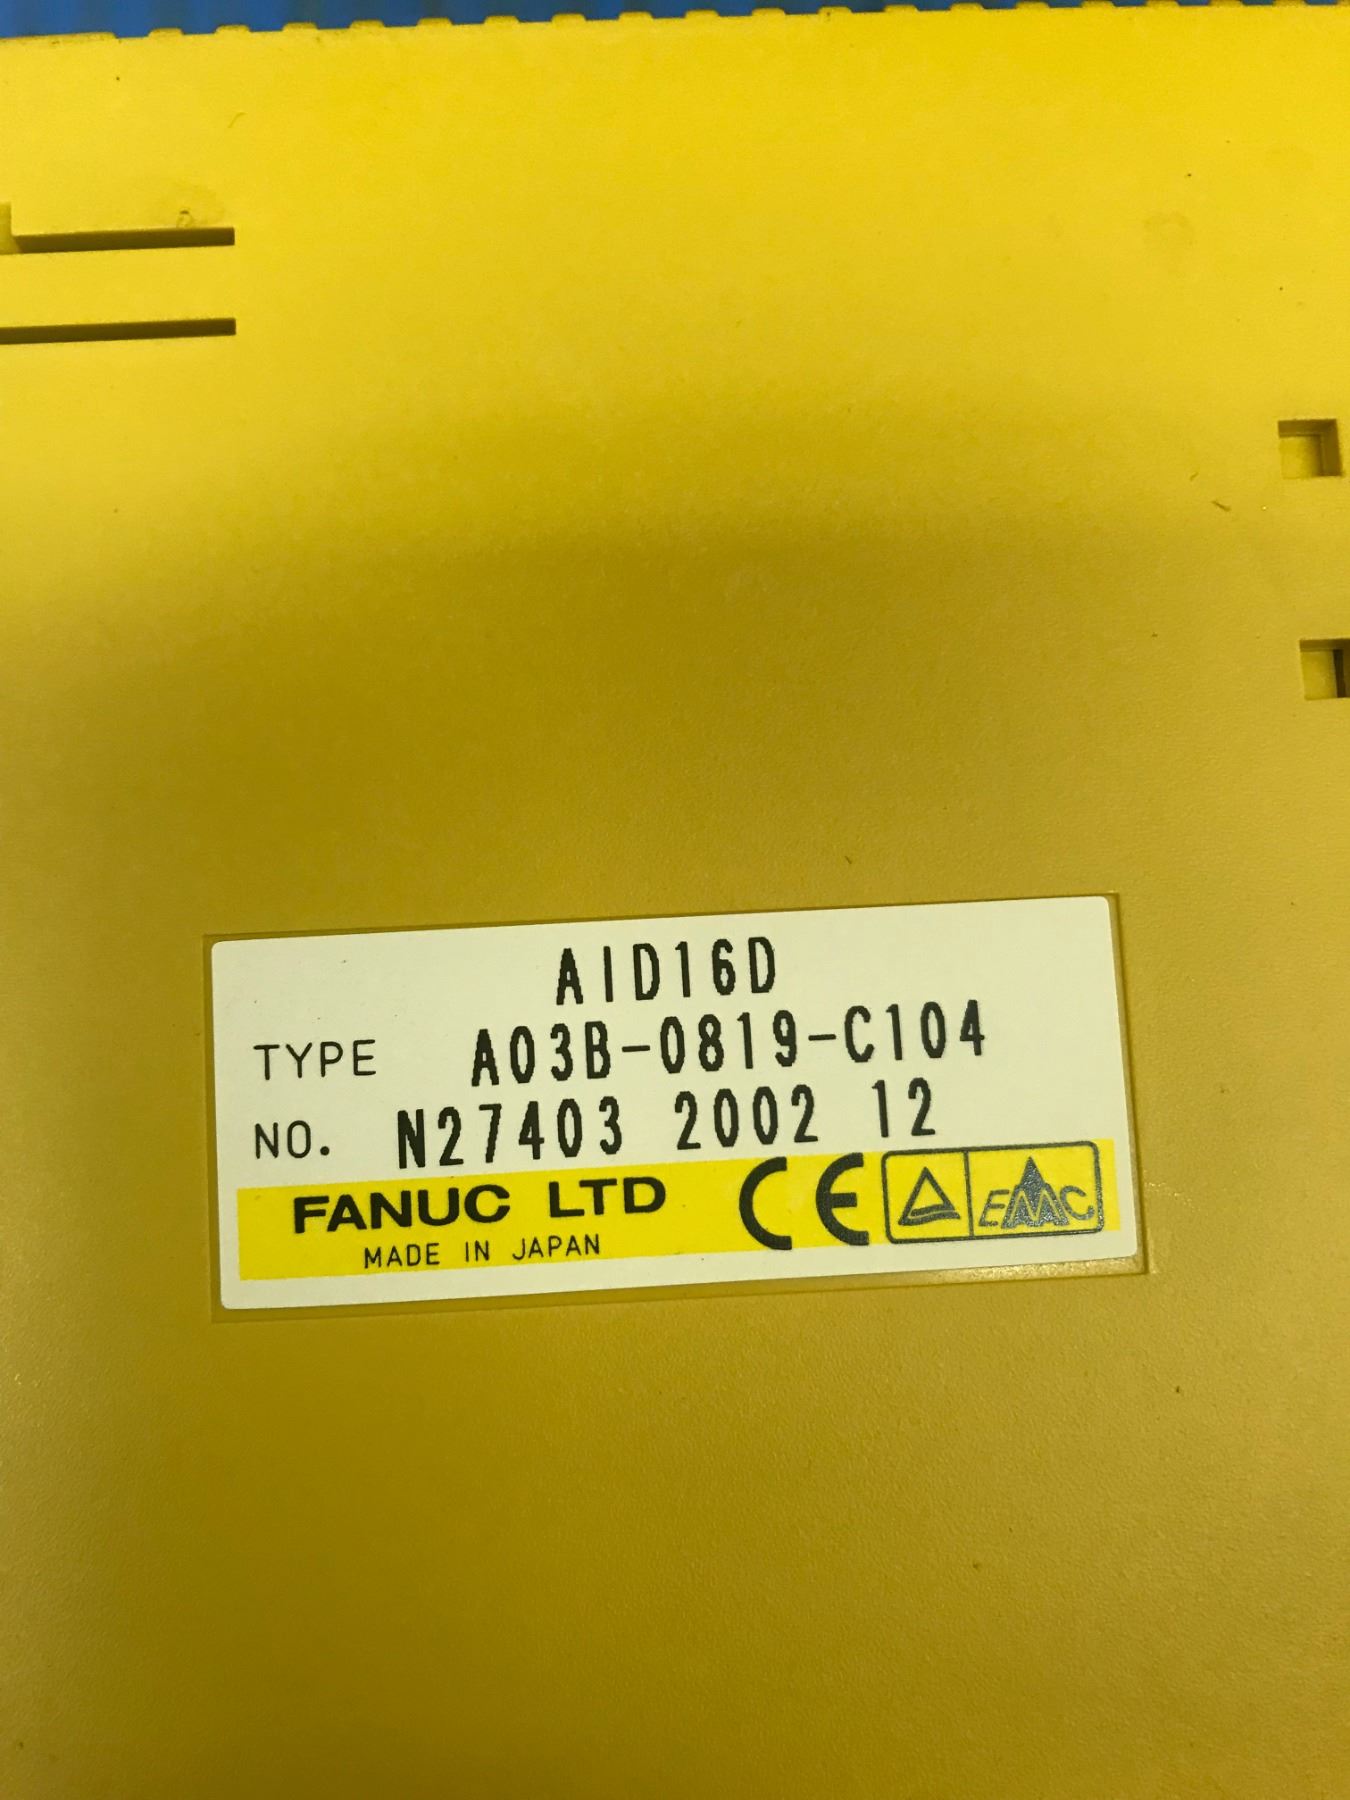 AID16D
TYPE A03B-0819-C104
NO. N27403 2002 12
FANUC LTD CE EMC
MADE IN JAPAN